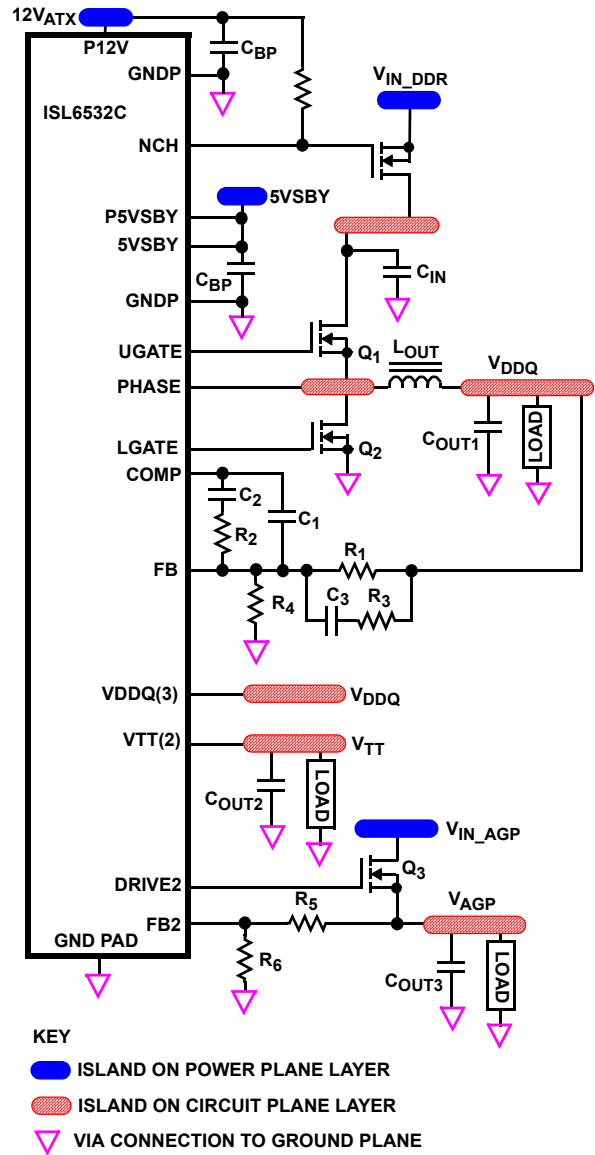 12VATX
P12V
CBP
GNDP
VIN_DDR
ISL6532C
NCH
5VSBY
P5VSBY
5VSBY
CBP
CIN
GNDP
UGATE
Q1
LOUT
VDDQ
PHASE
COUT1
LOAD
LGATE
Q2
COMP
C2
C1
R2
R1
FB
C3
R3
R4
VDDQ(3)
VDDQ
VTT(2)
VTT
COUT2
LOAD
VIN_AGP
Q3
DRIVE2
R5
VAGP
FB2
GND PAD
R6
COUT3
LOAD
KEY
ISLAND ON POWER PLANE LAYER
ISLAND ON CIRCUIT PLANE LAYER
VIA CONNECTION TO GROUND PLANE